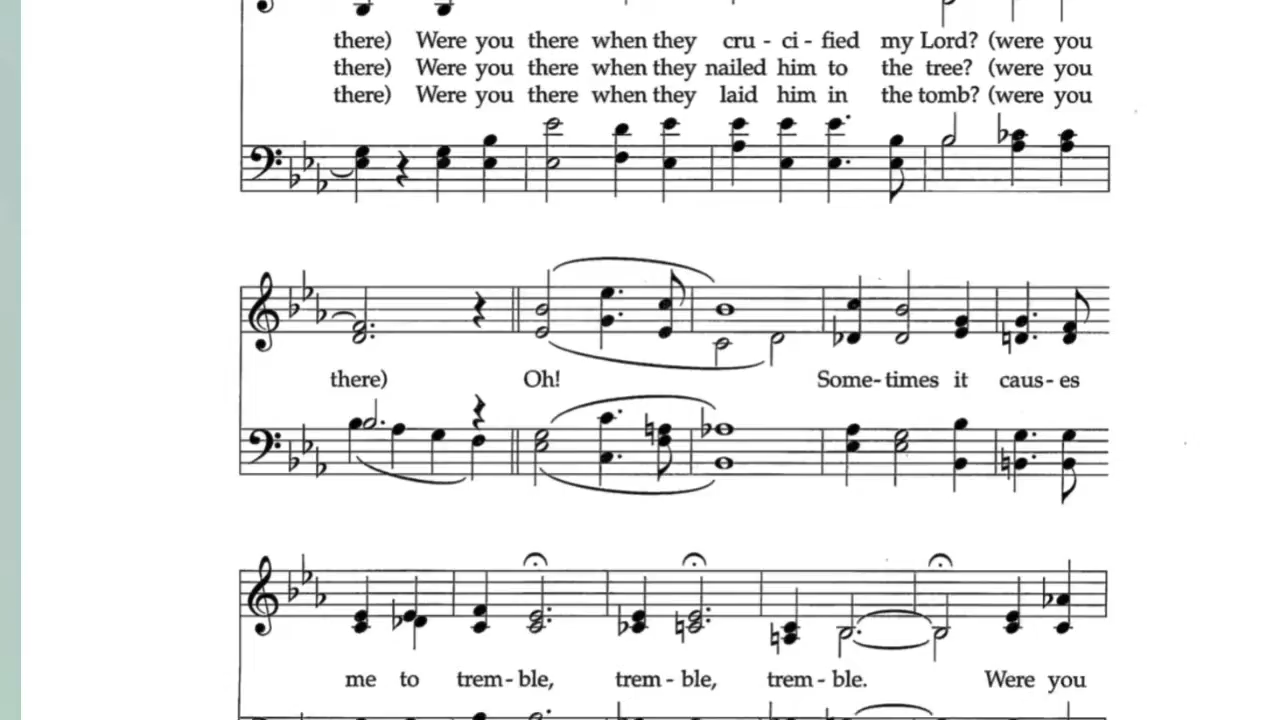 there) Were you there when they cru - ci - fied my Lord? (were you
there) Were you there when they nailed him to the tree? (were you
there) Were you there when they laid him in the tomb? (were you
there) Oh! Some - times it caus - es
me to trem - ble, trem - ble, trem - ble. Were you